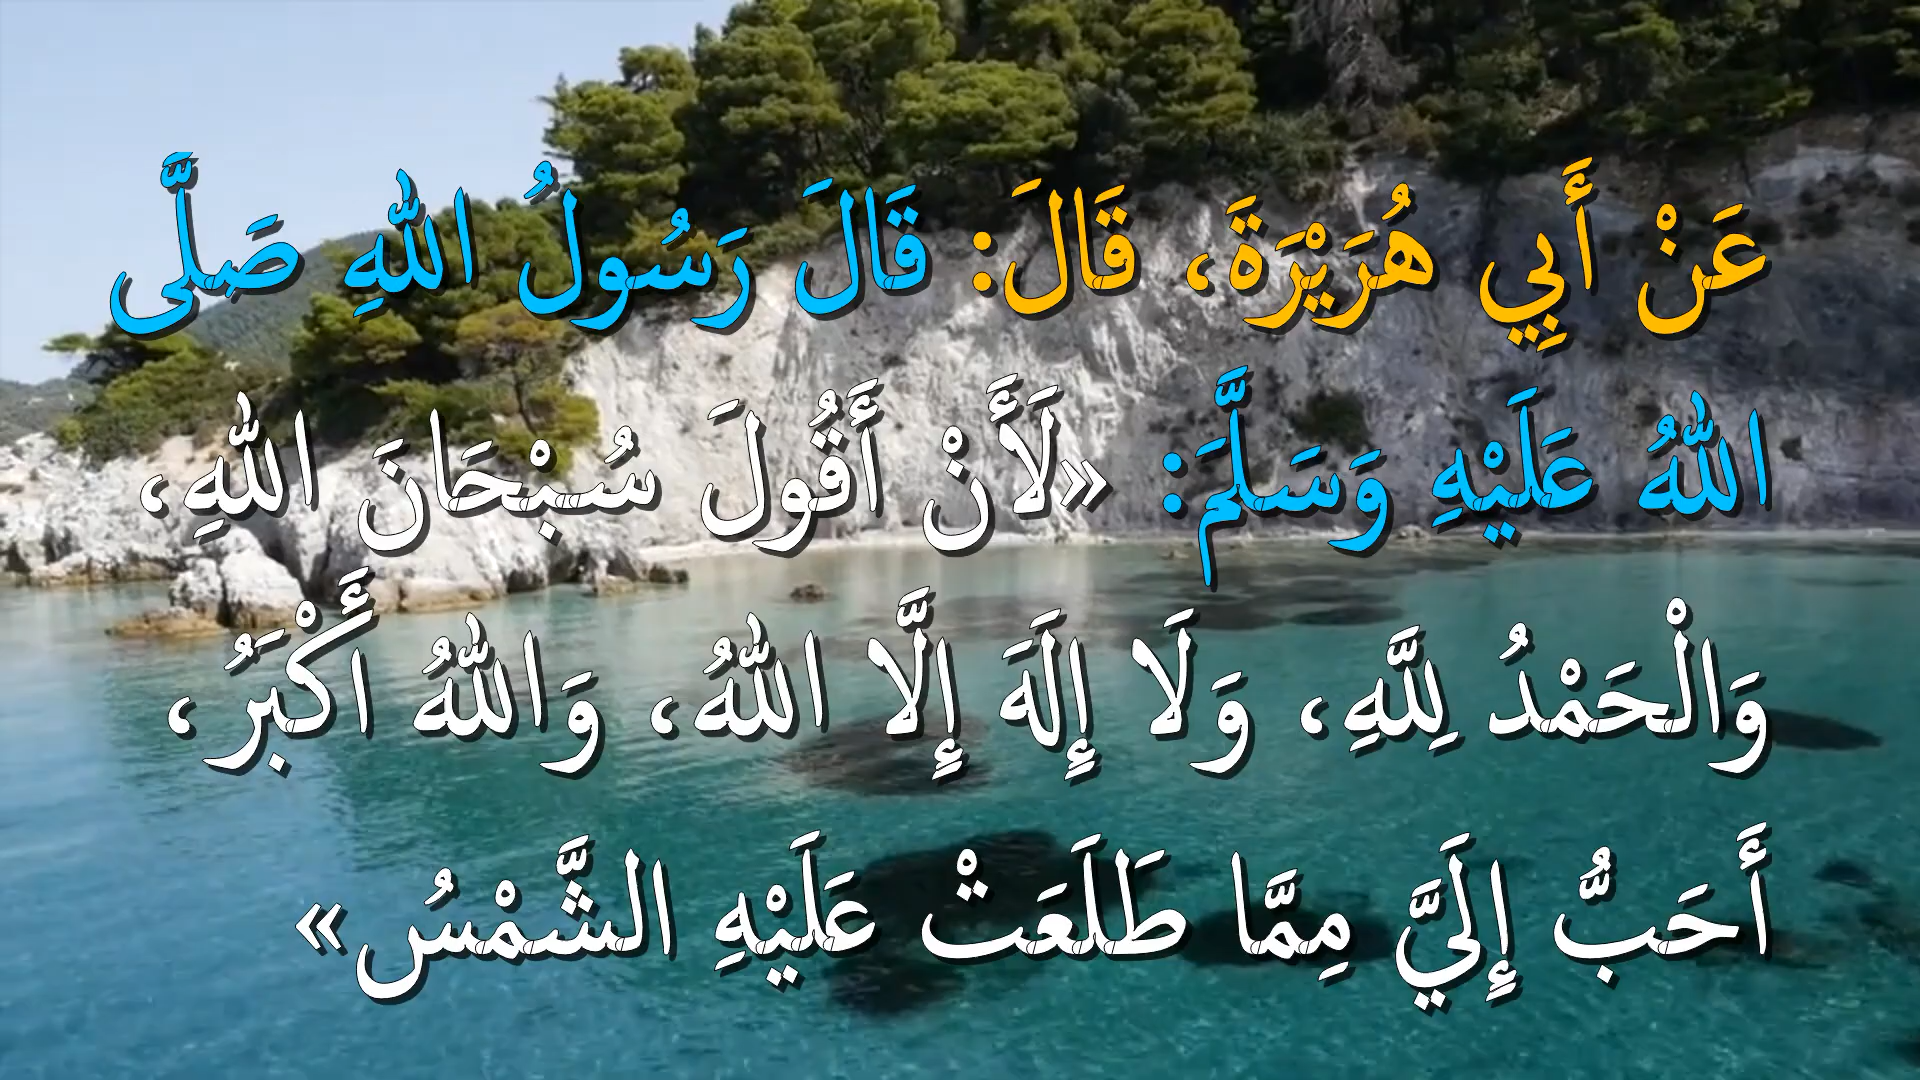 عَنْ أَبِي هُرَيْرَةَ، قَالَ: قَالَ رَسُولُ اللهِ صَلَّى
اللهُ عَلَيْهِ وَسَلَّمَ: «لَأَنْ أَقُولَ سُبْحَانَ اللهِ،
وَالْحَمْدُ لِلَّهِ، وَلَا إِلَهَ إِلَّا اللهُ، وَاللهُ أَكْبَرُ،
أَحَبُّ إِلَيَّ مِمَّا طَلَعَتْ عَلَيْهِ الشَّمْسُ»